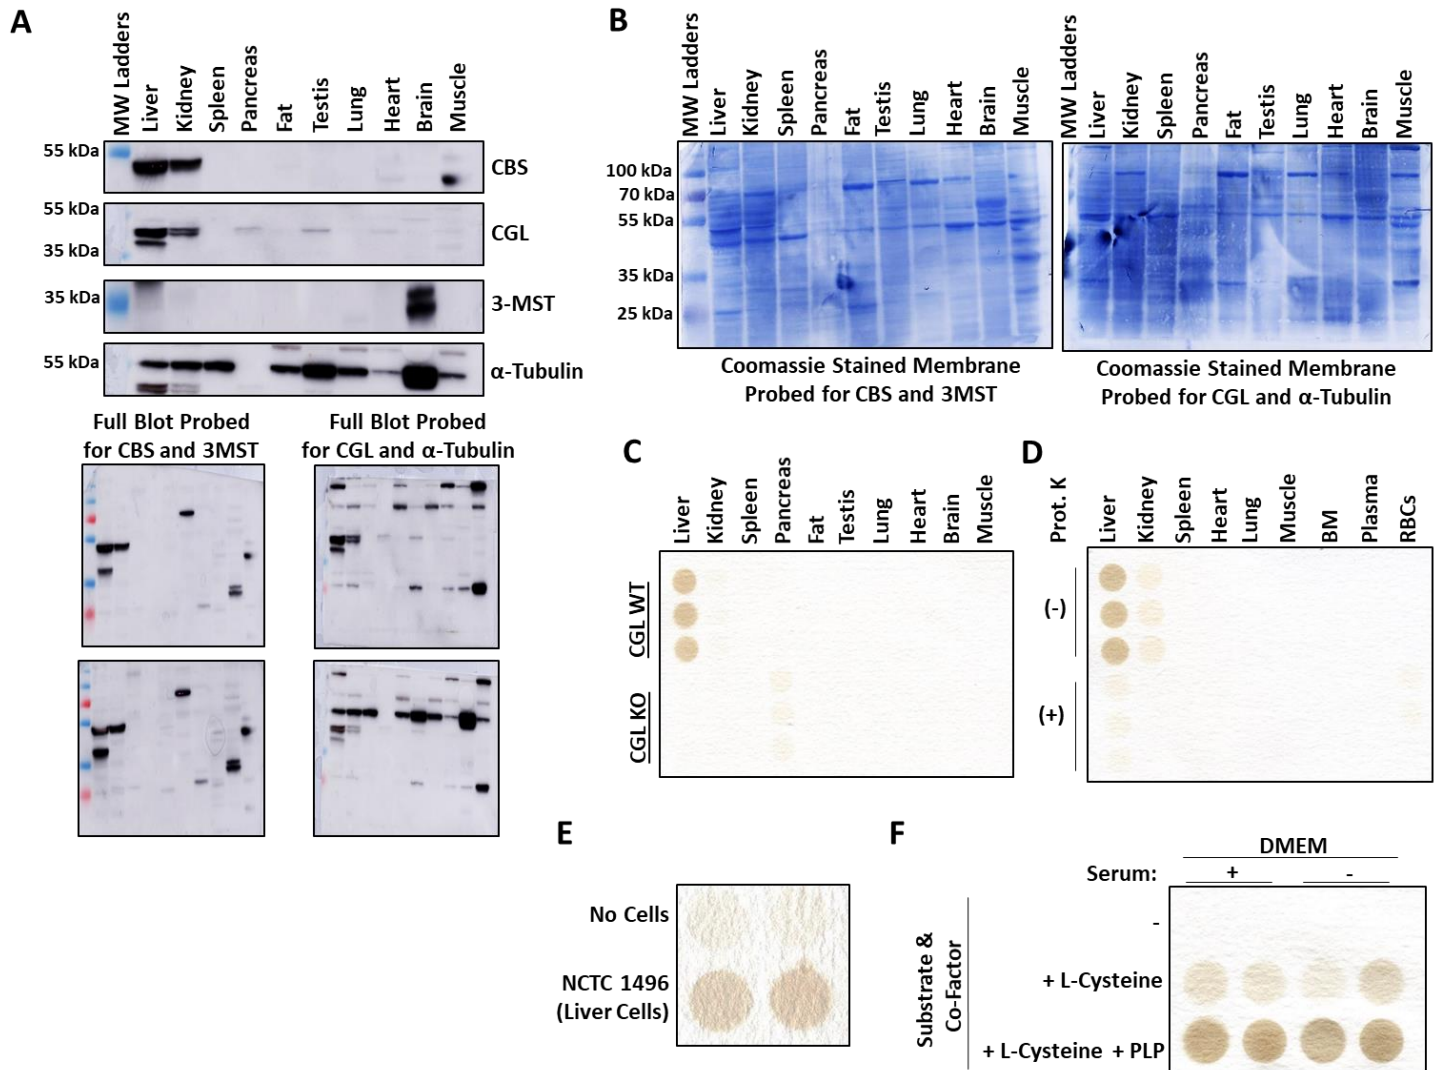 A
MW Ladders
Liver
Kidney
Spleen
Pancreas
Fat
Testis
Lung
Heart
Brain
Muscle
55 kDa
CBS
55 kDa
CGL
35 kDa
35 kDa
3-MST
55 kDa
α-Tubulin
Full Blot Probed
for CBS and 3MST
Full Blot Probed
for CGL and α-Tubulin
B
MW Ladders
Liver
Kidney
Spleen
Pancreas
Fat
Testis
Lung
Heart
Brain
Muscle
MW Ladders
Liver
Kidney
Spleen
Pancreas
Fat
Testis
Lung
Heart
Brain
Muscle
100 kDa
70 kDa
55 kDa
35 kDa
25 kDa
Coomassie Stained Membrane
Probed for CBS and 3MST
Coomassie Stained Membrane
Probed for CGL and α-Tubulin
C
Liver
Kidney
Spleen
Pancreas
Fat
Testis
Lung
Heart
Brain
Muscle
CGL WT
CGL KO
D
Prot. K
Liver
Kidney
Spleen
Heart
Lung
Muscle
BM
Plasma
RBCs
(-)
(+)
E
No Cells
NCTC 1496
(Liver Cells)
F
DMEM
Serum:
+
-
Substrate &
Co-Factor
-
+ L-Cysteine
+ L-Cysteine + PLP